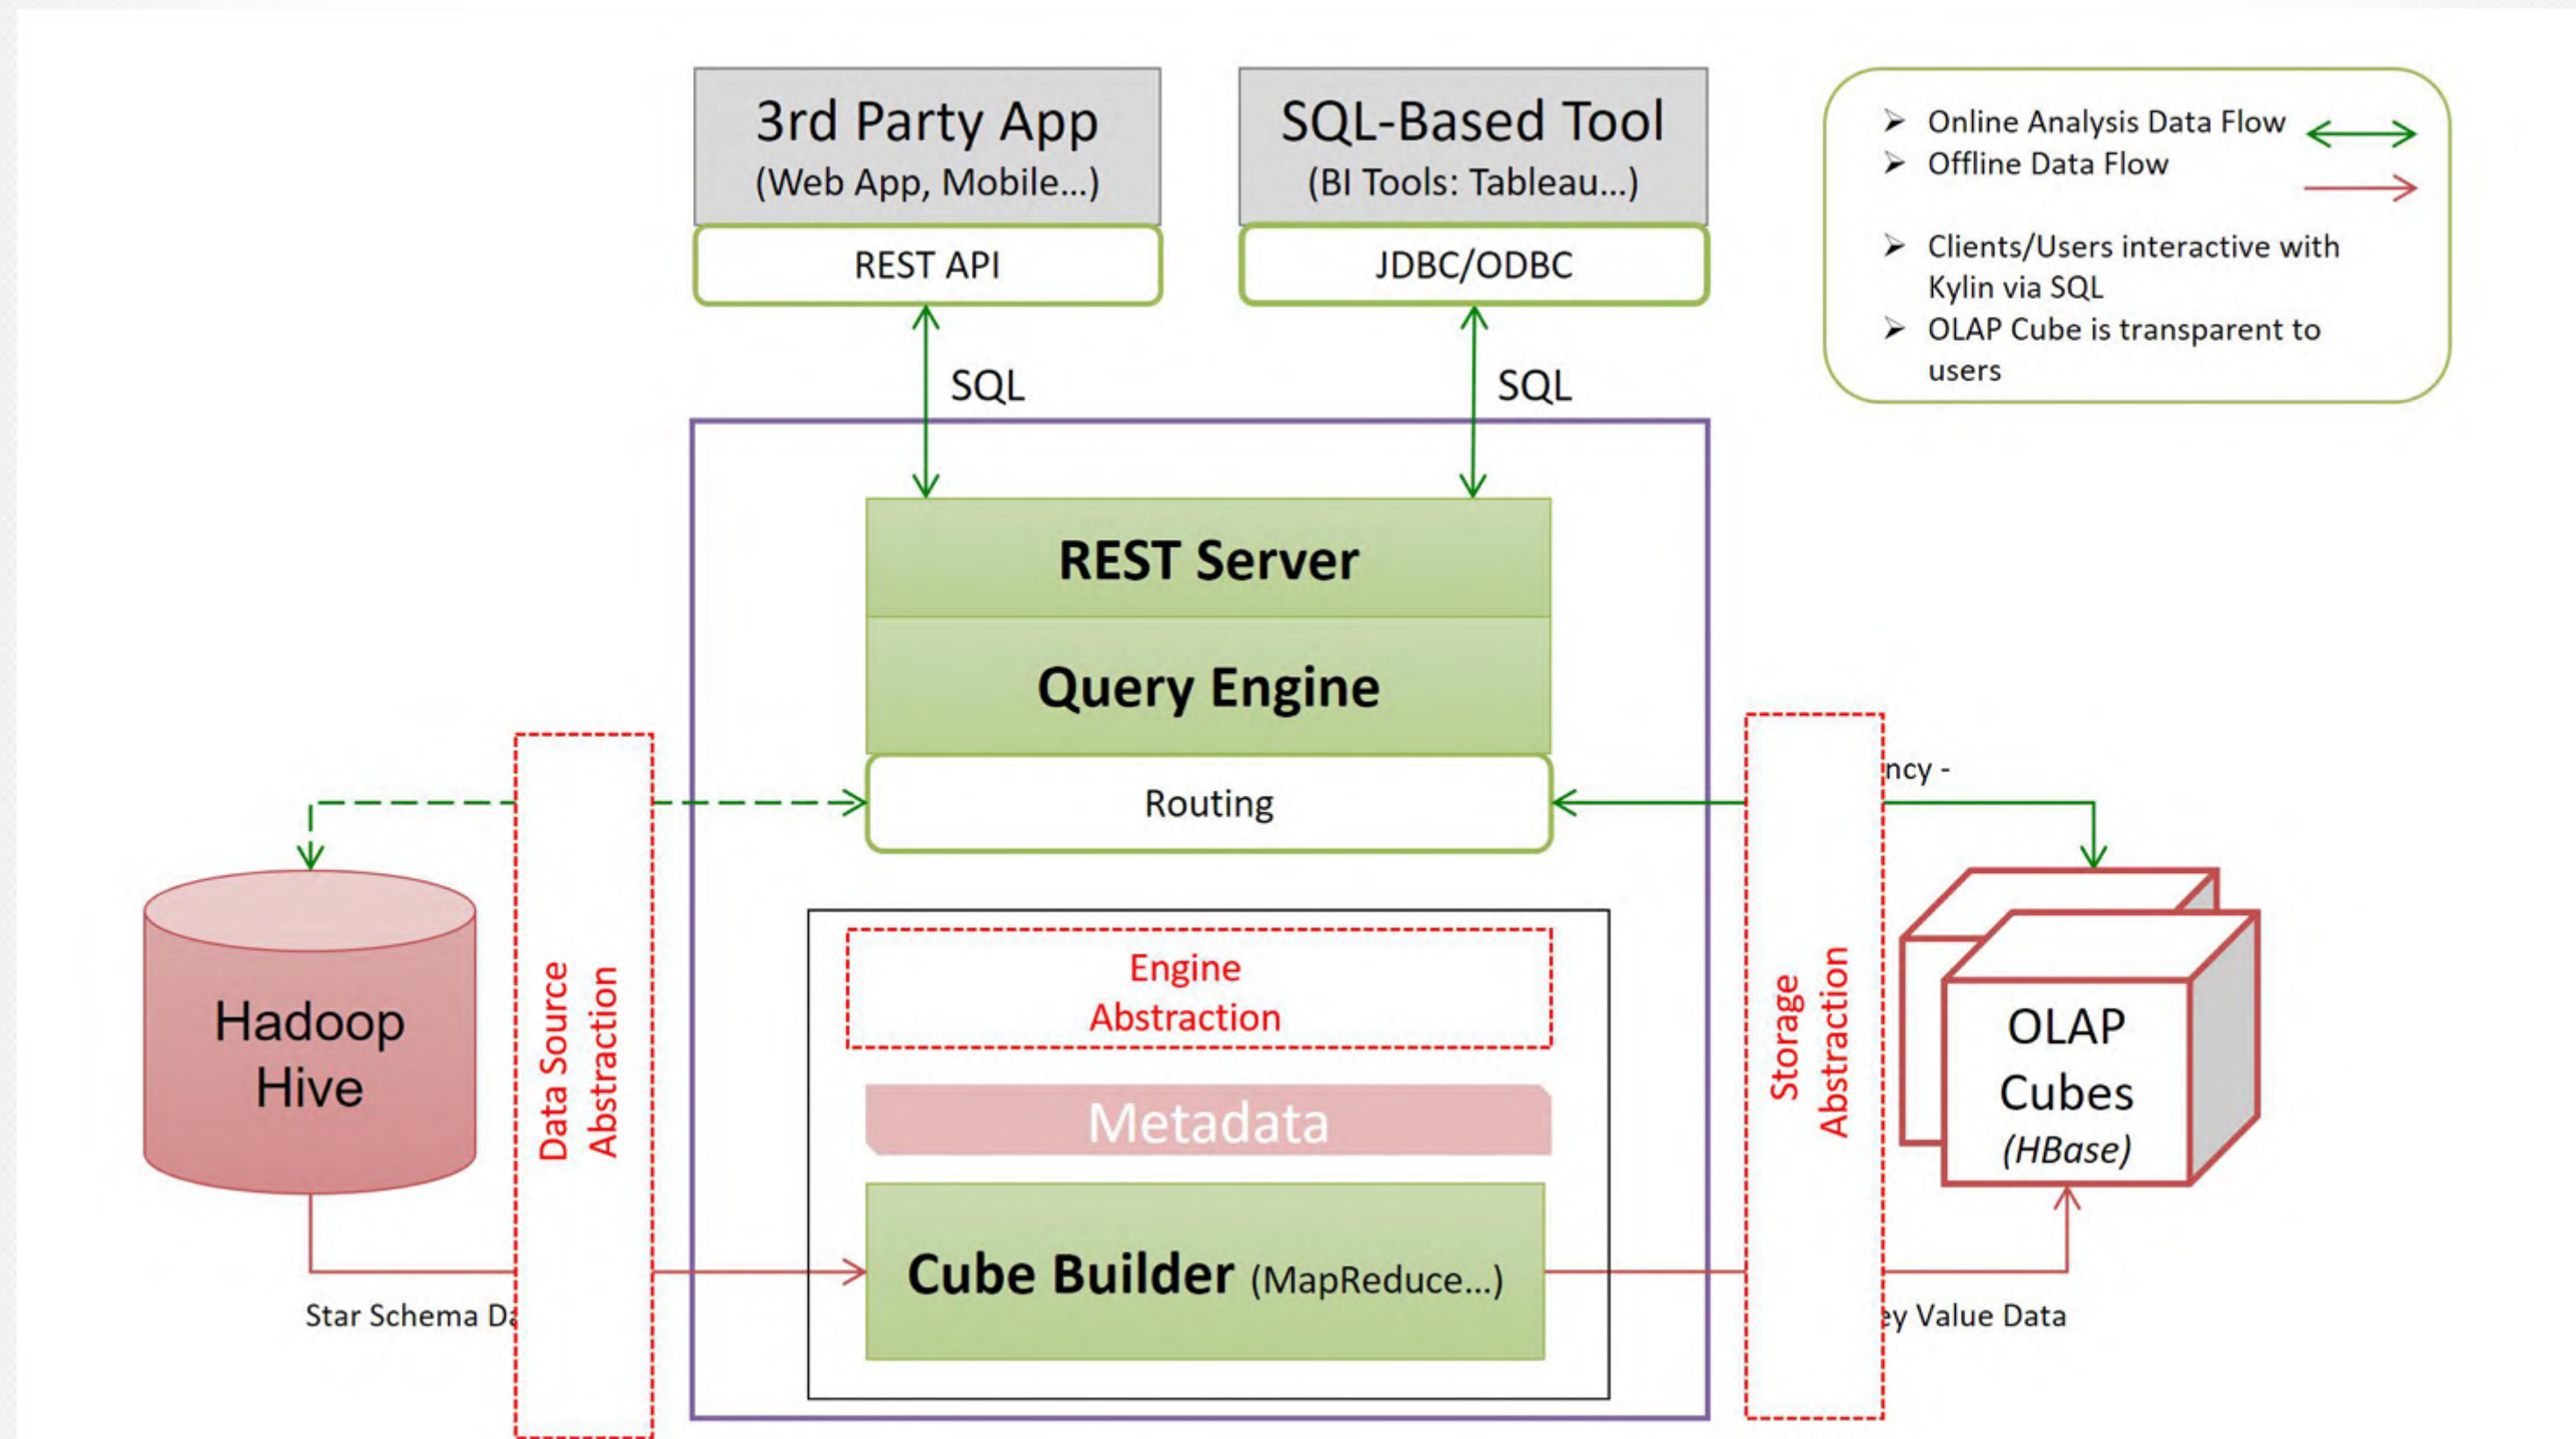 3rd Party App
(Web App, Mobile...)
REST API
SQL-Based Tool
(BI Tools: Tableau...)
JDBC/ODBC
Online Analysis Data Flow
Offline Data Flow
Clients/Users interactive with
Kylin via SQL
OLAP Cube is transparent to
users
SQL
SQL
REST Server
Query Engine
Routing
ncy -
Hadoop
Hive
Data Source
Abstraction
Engine
Abstraction
Metadata
Cube Builder (MapReduce...)
Storage
Abstraction
OLAP
Cubes
(HBase)
Star Schema Da
ey Value Data